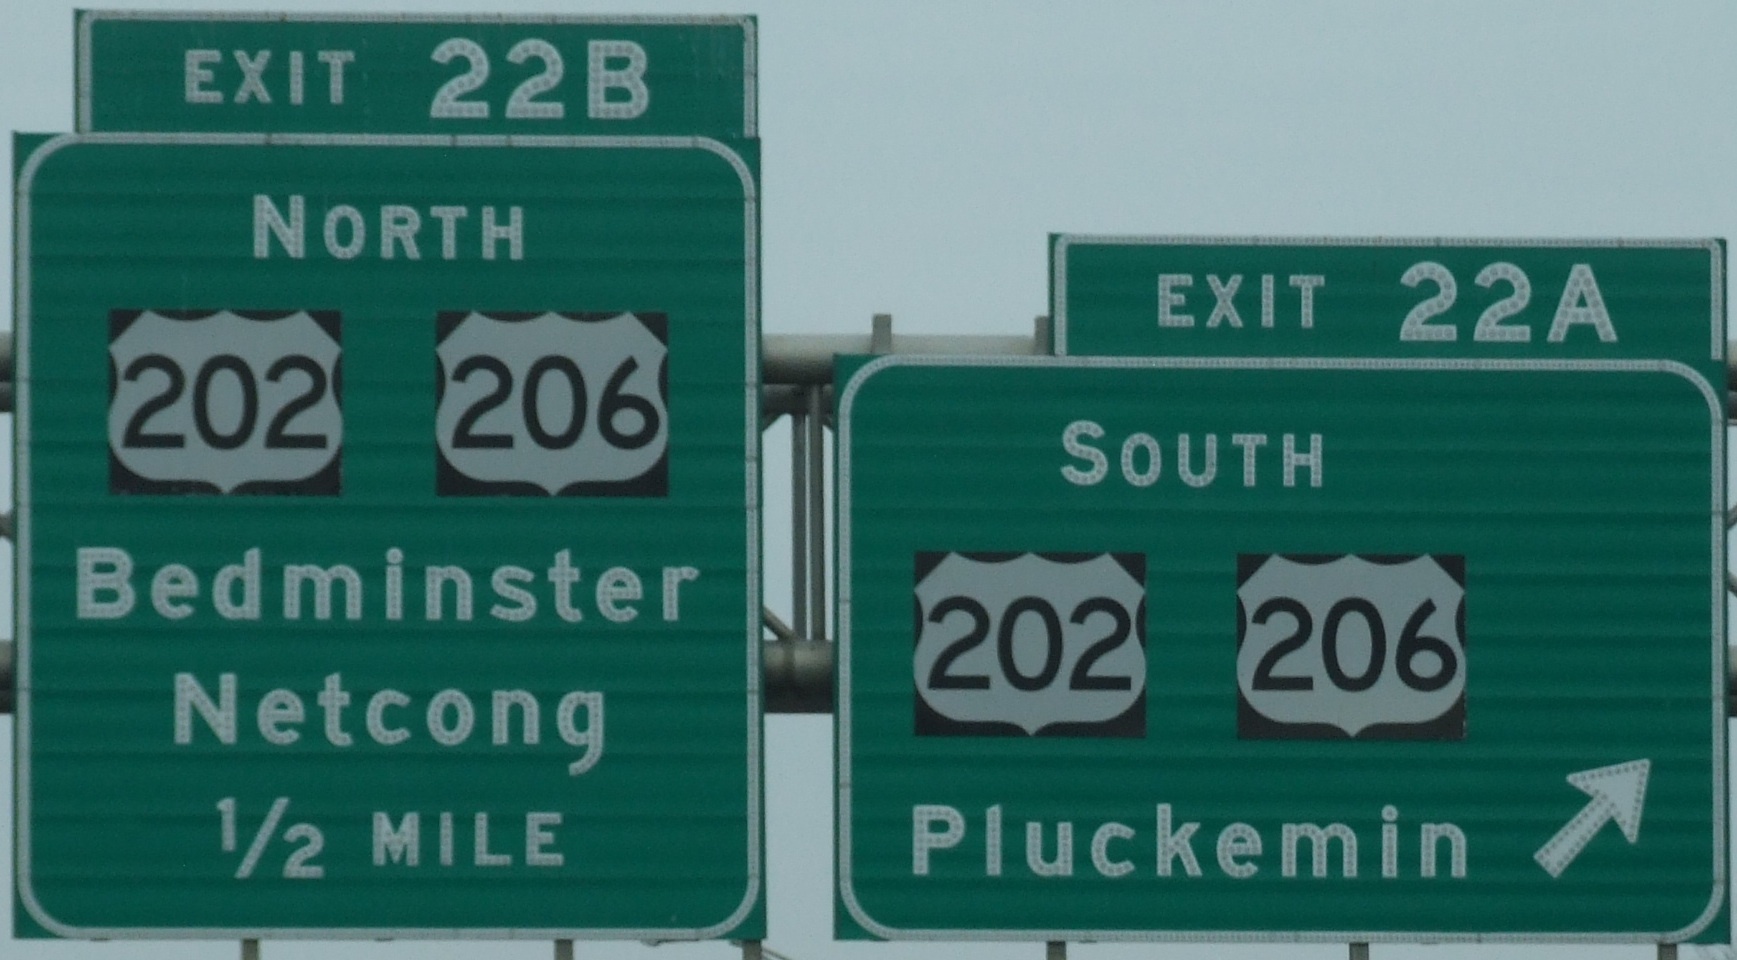 EXIT 22B
NORTH
202 206
Bedminster
Netcong
1/2 MILE
EXIT 22A
SOUTH
202 206
Pluckemin